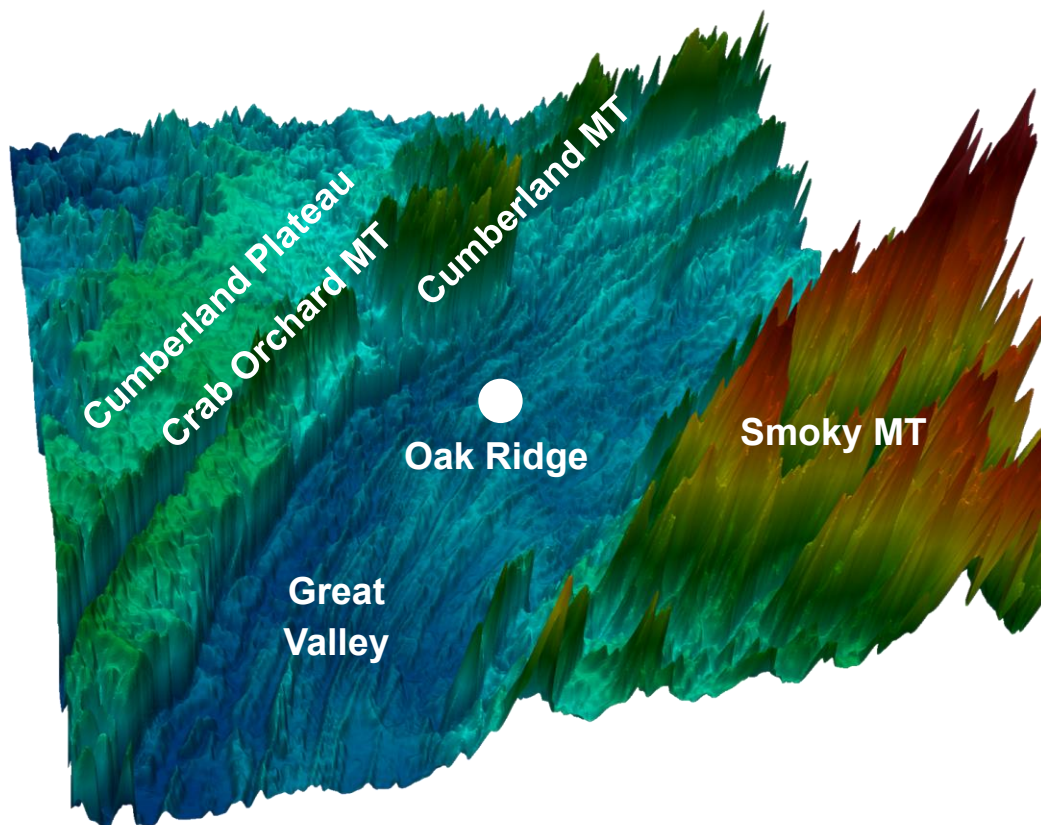 Cumberland Plateau
Crab Orchard MT
Cumberland MT
Oak Ridge
Smoky MT
Great
Valley